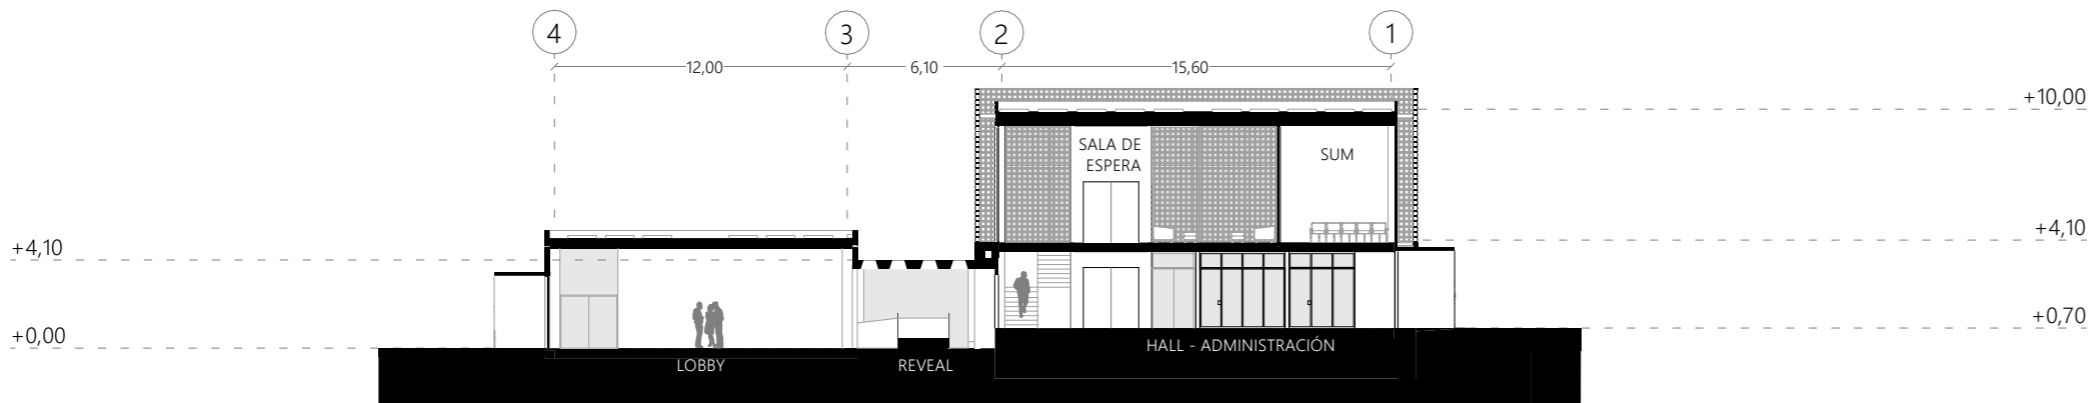 4
3
2
1
12,00
6,10
15,60
+10,00
SALA DE
ESPERA
SUM
+4,10
+4,10
+0,70
+0,00
HALL - ADMINISTRACIÓN
LOBBY
REVEAL